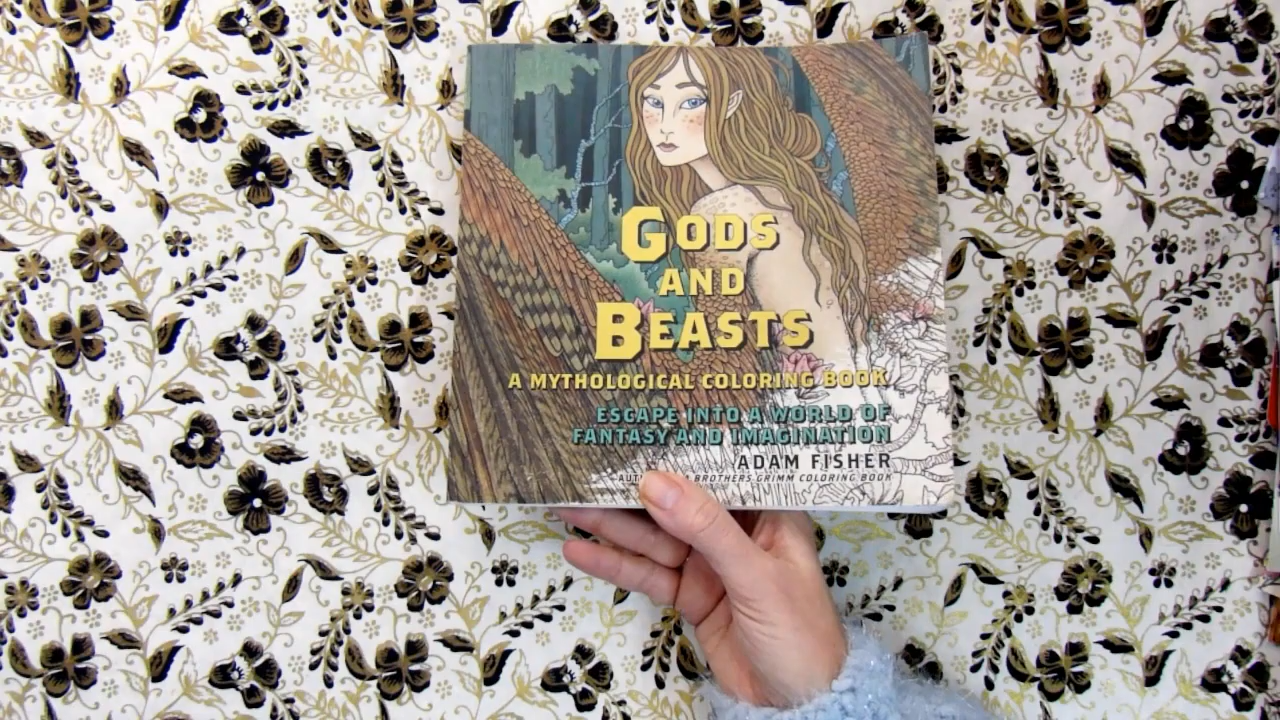 GODS
AND
BEASTS
A MYTHOLOGICAL COLORING BOOK
ESCAPE INTO A WORLD OF
FANTASY AND IMAGINATION
ADAM FISHER
BROTHERS GRIMM COLORING BOOK